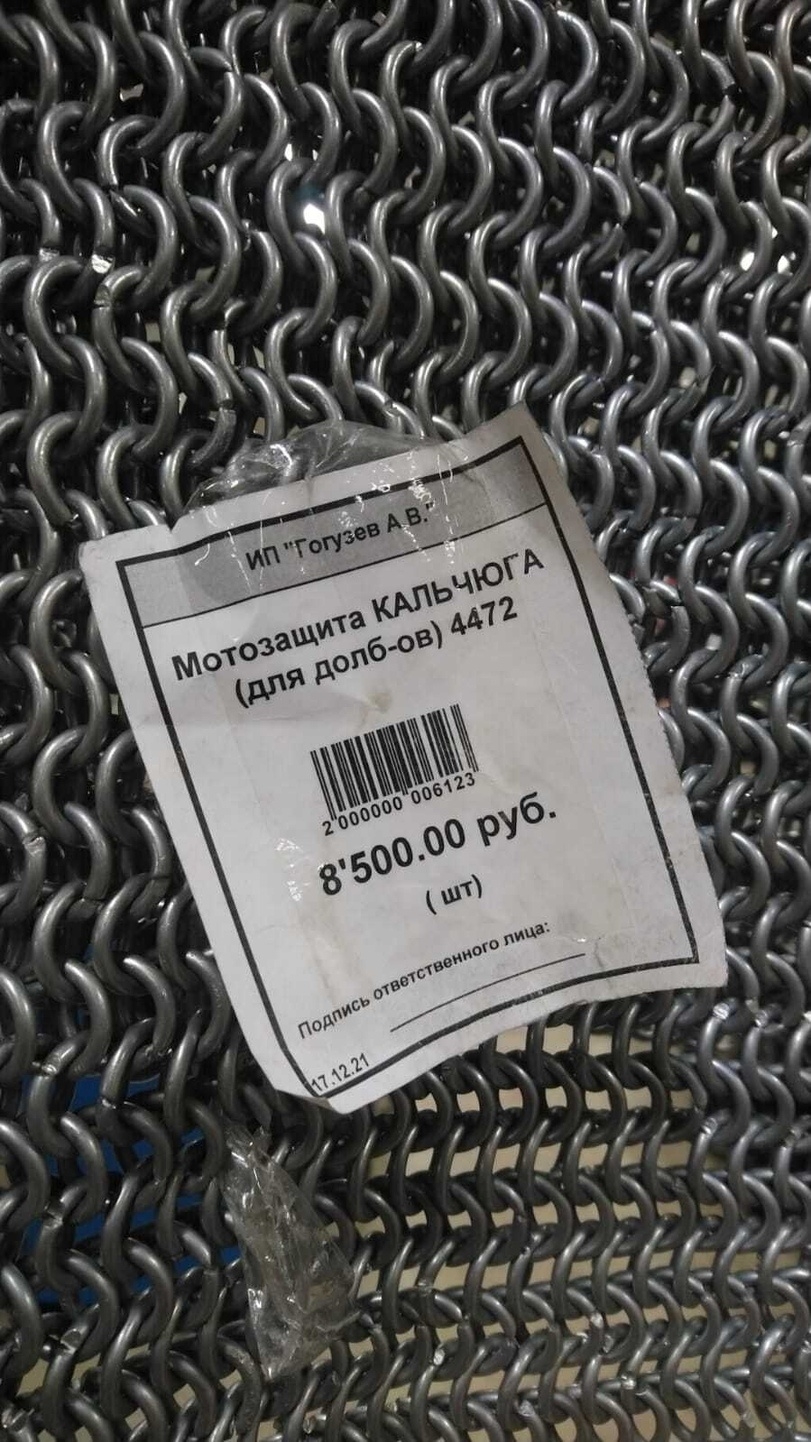 ИП "Гогузев А.В."
Мотозащита КАЛЬЧЮГА
(для долб-ов) 4472
2 000000 006123
8'500.00 руб.
( шт)
Подпись ответственного лица:
17.12.21